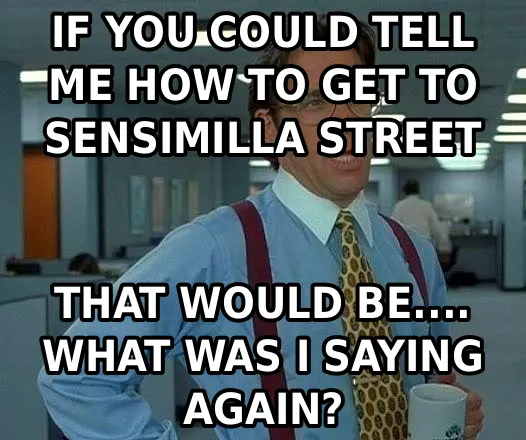 IF YOU COULD TELL
ME HOW TO GET TO
SENSIMILLA STREET
THAT WOULD BE....
WHAT WAS I SAYING
AGAIN?